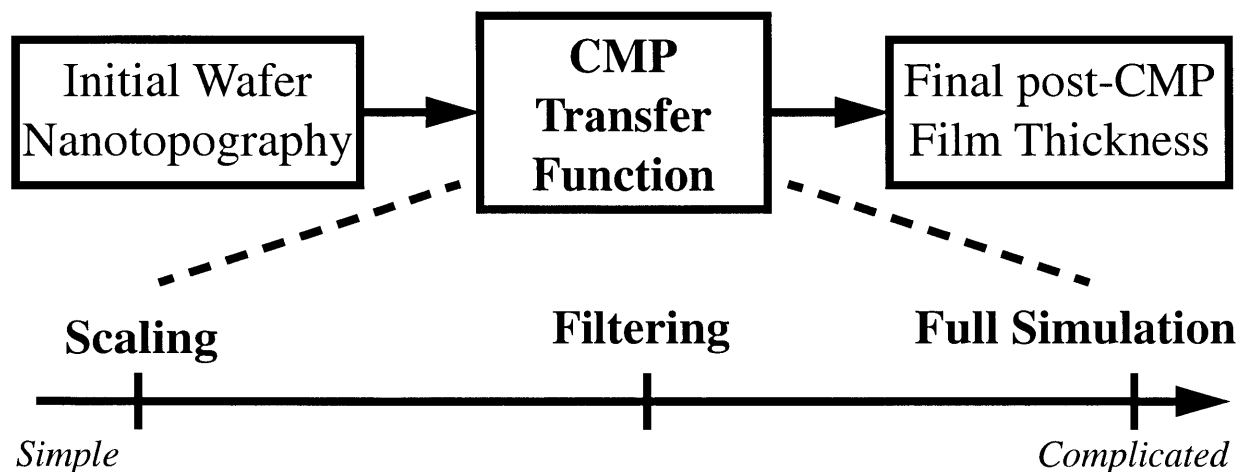 Initial Wafer
Nanotopography
CMP
Transfer
Function
Final post-CMP
Film Thickness
Scaling
Filtering
Full Simulation
Simple
Complicated